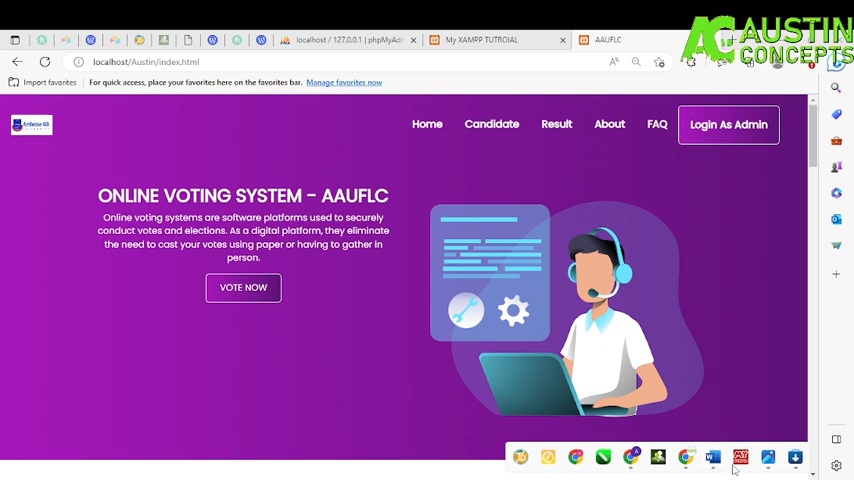 AUSTIN
CONCEPTS
localhost / 127.0.0.1 | phpMyAdm
My XAMPP TUTROIAL
AAUFLC
localhost/Austin/index.html
Import favorites
For quick access, place your favorites here on the favorites bar. Manage favorites now
Ambrose Alli
Home
Candidate
Result
About
FAQ
Login As Admin
ONLINE VOTING SYSTEM - AAUFLC
Online voting systems are software platforms used to securely
conduct votes and elections. As a digital platform, they eliminate
the need to cast your votes using paper or having to gather in
person.
VOTE NOW